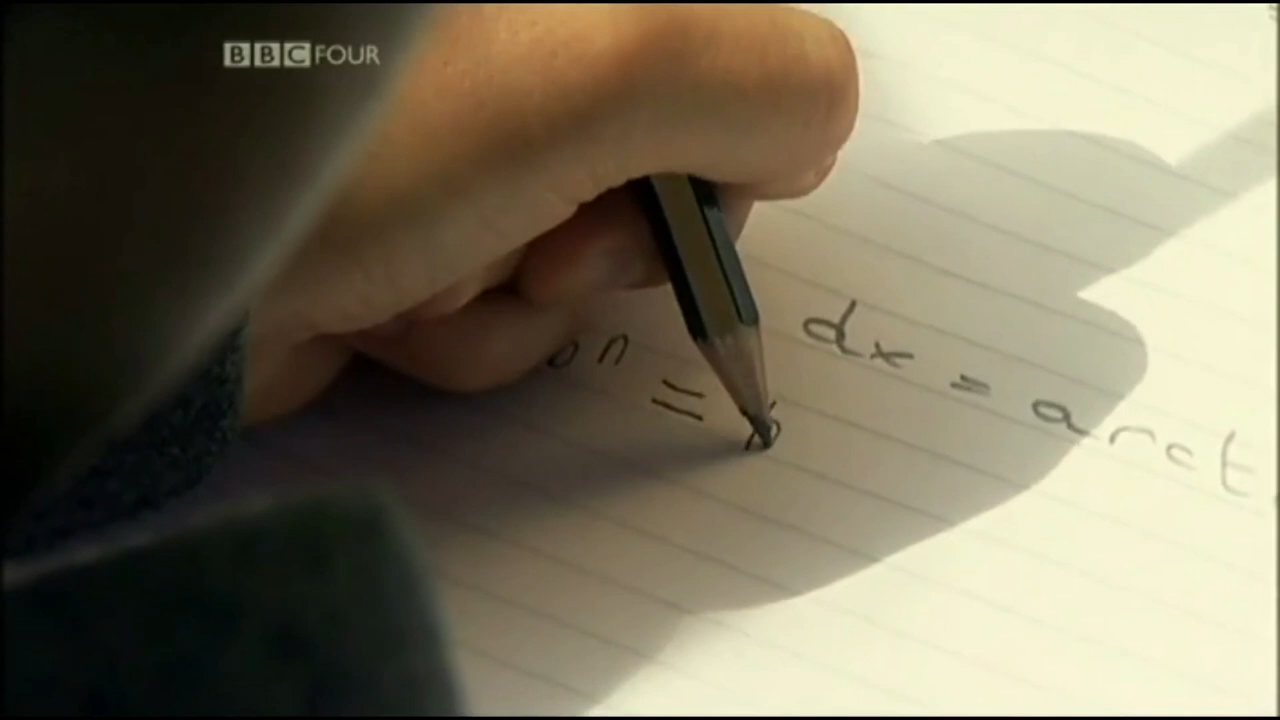 BBC FOUR
on
= 
dx = arct